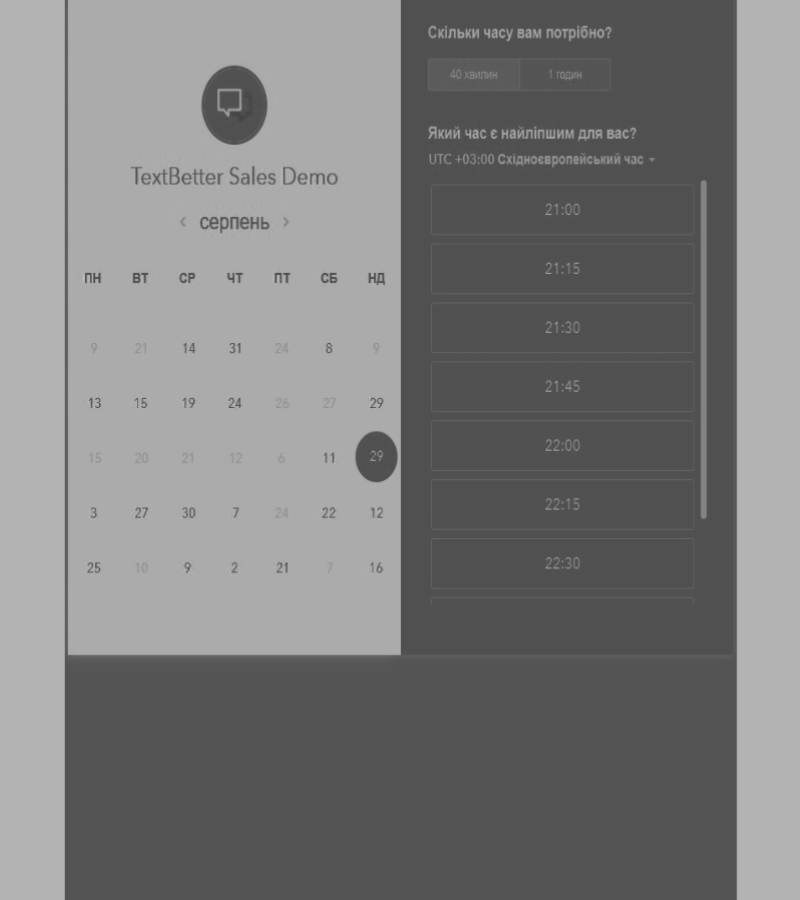 TextBetter Sales Demo
серпень
ПН ВТ СР ЧТ ПТ СБ НД
9 21 14 31 24 8 9
13 15 19 24 26 27 29
15 20 21 12 6 11 29
3 27 30 7 24 22 12
25 10 9 2 21 7 16
Скільки часу вам потрібно?
40 хвилин 1 годин
Який час є найліпшим для вас?
UTC +03:00 Східноєвропейський час
21:00
21:15
21:30
21:45
22:00
22:15
22:30